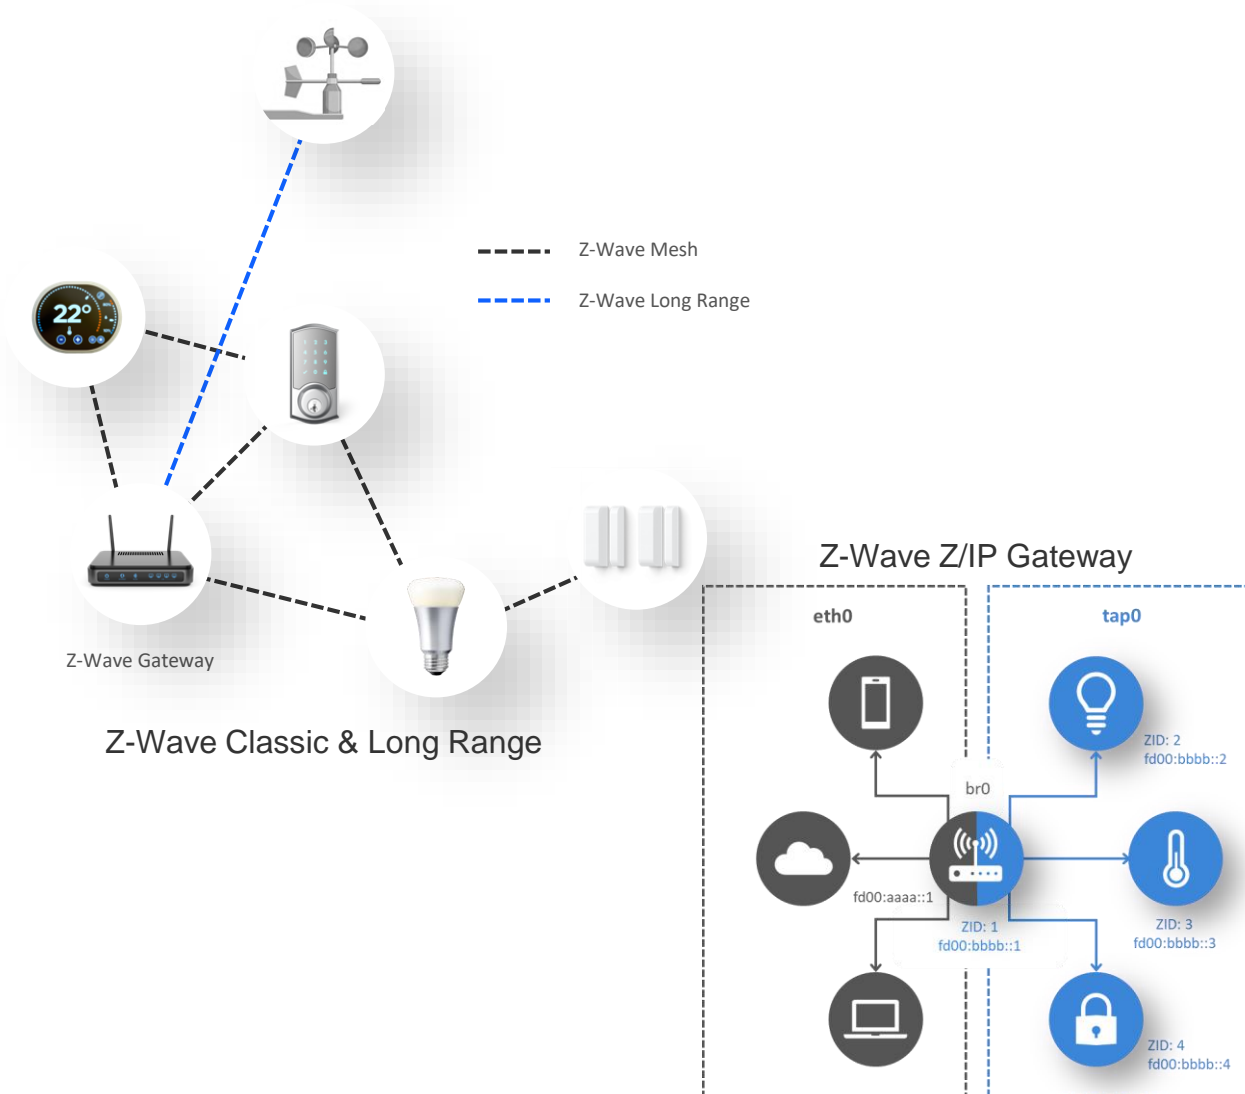 Z-Wave Mesh
Z-Wave Long Range
22°
Z-Wave Gateway
Z-Wave Classic & Long Range
Z-Wave Z/IP Gateway
eth0
tap0
ZID: 2
fd00:bbbb::2
br0
fd00:aaaa::1
ZID: 1
fd00:bbbb::1
ZID: 3
fd00:bbbb::3
ZID: 4
fd00:bbbb::4